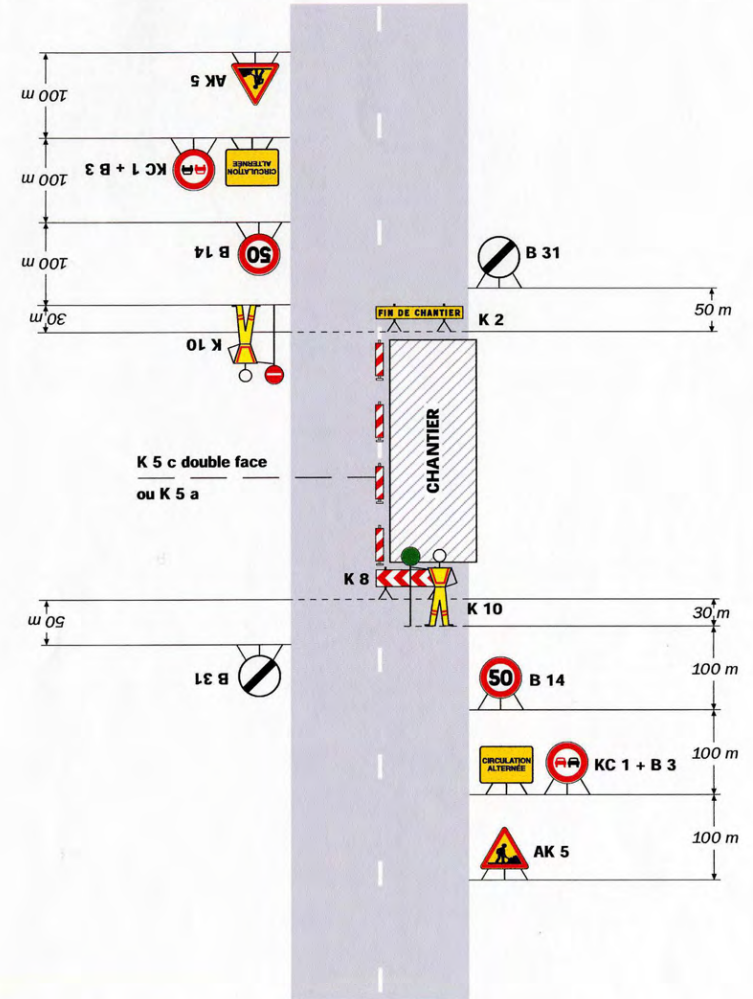 AK 5
100 m
KC 1 + B 3
CIRCULATION
ALTERNÉE
100 m
B 14
50
100 m
30 m
K 10
B 31
50 m
FIN DE CHANTIER
K 2
CHANTIER
K 5 c double face
ou K 5 a
K 8
K 10
30 m
50 m
B 31
50
B 14
100 m
CIRCULATION
ALTERNÉE
KC 1 + B 3
100 m
AK 5
100 m